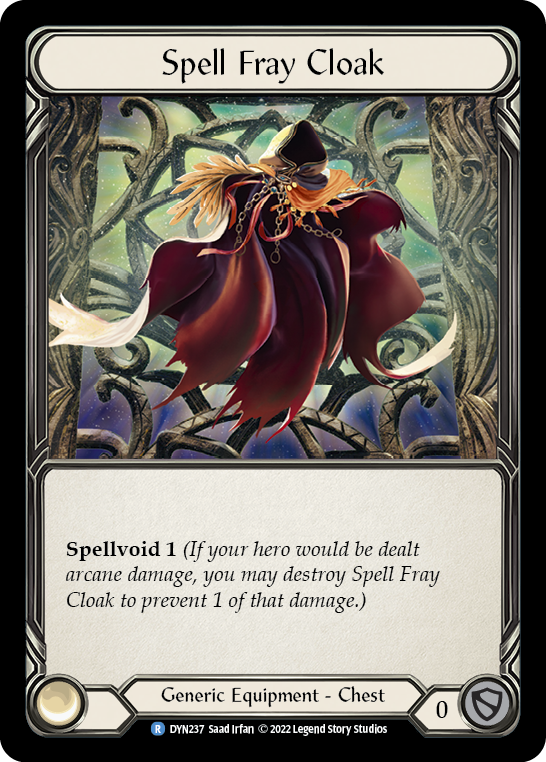 Spell Fray Cloak
Spellvoid 1 (If your hero would be dealt
arcane damage, you may destroy Spell Fray
Cloak to prevent 1 of that damage.)
Generic Equipment - Chest
0
R DYN237 Saad Irfan © 2022 Legend Story Studios